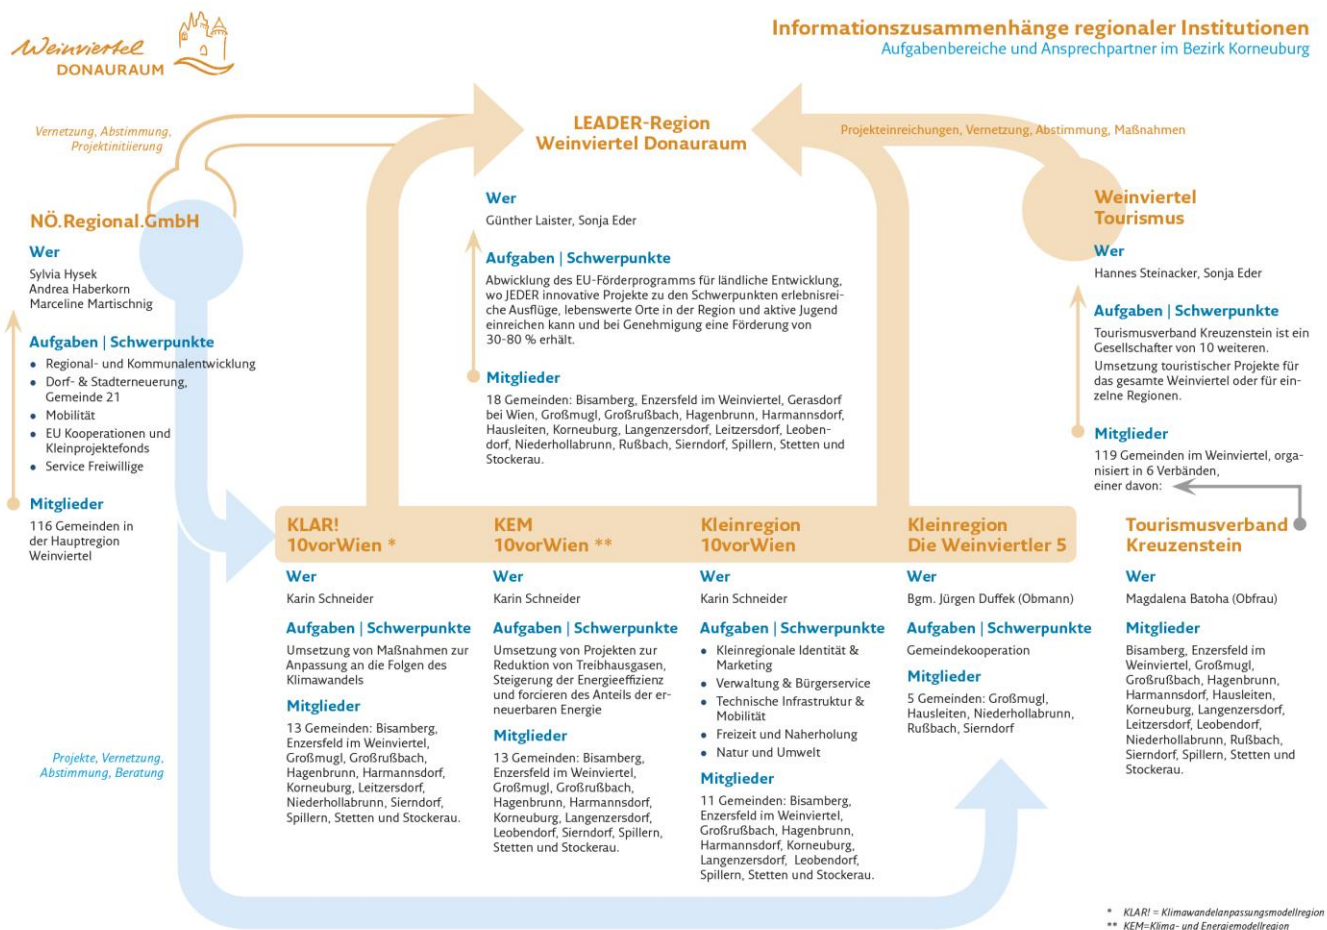 Weinviertel
DONAURAUM
Informationszusammenhänge regionaler Institutionen
Aufgabenbereiche und Ansprechpartner im Bezirk Korneuburg
Vernetzung, Abstimmung,
Projektinitiierung
LEADER-Region
Weinviertel Donauraum
Projekteinreichungen, Vernetzung, Abstimmung, Maßnahmen
NÖ.Regional.GmbH
Wer
Sylvia Hysek
Andrea Haberkorn
Marceline Martischnig
Aufgaben | Schwerpunkte
• Regional- und Kommunalentwicklung
• Dorf- & Stadterneuerung,
Gemeinde 21
• Mobilität
• EU Kooperationen und
Kleinprojektefonds
• Service Freiwillige
Mitglieder
116 Gemeinden in
der Hauptregion
Weinviertel
Wer
Günther Laister, Sonja Eder
Aufgaben | Schwerpunkte
Abwicklung des EU-Förderprogramms für ländliche Entwicklung,
wo JEDER innovative Projekte zu den Schwerpunkten erlebnisrei-
che Ausflüge, lebenswerte Orte in der Region und aktive Jugend
einreichen kann und bei Genehmigung eine Förderung von
30-80 % erhält.
Mitglieder
18 Gemeinden: Bisamberg, Enzersfeld im Weinviertel, Gerasdorf
bei Wien, Großmugl, Großrußbach, Hagenbrunn, Harmannsdorf,
Hausleiten, Korneuburg, Langenzersdorf, Leitzersdorf, Leoben-
dorf, Niederhollabrunn, Rußbach, Sierndorf, Spillern, Stetten und
Stockerau.
Weinviertel
Tourismus
Wer
Hannes Steinacker, Sonja Eder
Aufgaben | Schwerpunkte
Tourismusverband Kreuzenstein ist ein
Gesellschafter von 10 weiteren.
Umsetzung touristischer Projekte für
das gesamte Weinviertel oder für ein-
zelne Regionen.
Mitglieder
119 Gemeinden im Weinviertel, orga-
nisiert in 6 Verbänden,
einer davon:
KLAR!
10vorWien *
Wer
Karin Schneider
Aufgaben | Schwerpunkte
Umsetzung von Maßnahmen zur
Anpassung an die Folgen des
Klimawandels
Mitglieder
13 Gemeinden: Bisamberg,
Enzersfeld im Weinviertel,
Großmugl, Großrußbach,
Hagenbrunn, Harmannsdorf,
Korneuburg, Leitzersdorf,
Niederhollabrunn, Sierndorf,
Spillern, Stetten und Stockerau.
KEM
10vorWien **
Wer
Karin Schneider
Aufgaben | Schwerpunkte
Umsetzung von Projekten zur
Reduktion von Treibhausgasen,
Steigerung der Energieeffizienz
und forcieren des Anteils der er-
neuerbaren Energie
Mitglieder
13 Gemeinden: Bisamberg,
Enzersfeld im Weinviertel,
Großmugl, Großrußbach,
Hagenbrunn, Harmannsdorf,
Korneuburg, Langenzersdorf,
Leobendorf, Sierndorf, Spillern,
Stetten und Stockerau.
Kleinregion
10vorWien
Wer
Karin Schneider
Aufgaben | Schwerpunkte
• Kleinregionale Identität &
Marketing
• Verwaltung & Bürgerservice
• Technische Infrastruktur &
Mobilität
• Freizeit und Naherholung
• Natur und Umwelt
Mitglieder
11 Gemeinden: Bisamberg,
Enzersfeld im Weinviertel,
Großrußbach, Hagenbrunn,
Harmannsdorf, Korneuburg,
Langenzersdorf, Leobendorf,
Spillern, Stetten und Stockerau.
Kleinregion
Die Weinviertler 5
Wer
Bgm. Jürgen Duffek (Obmann)
Aufgaben | Schwerpunkte
Gemeindekooperation
Mitglieder
5 Gemeinden: Großmugl,
Hausleiten, Niederhollabrunn,
Rußbach, Sierndorf
Tourismusverband
Kreuzenstein
Wer
Magdalena Batoha (Obfrau)
Mitglieder
Bisamberg, Enzersfeld im
Weinviertel, Großmugl,
Großrußbach, Hagenbrunn,
Harmannsdorf, Hausleiten,
Korneuburg, Langenzersdorf,
Leitzersdorf, Leobendorf,
Niederhollabrunn, Rußbach,
Sierndorf, Spillern, Stetten und
Stockerau.
Projekte, Vernetzung,
Abstimmung, Beratung
* KLAR! = Klimawandelanpassungsmodellregion
** KEM=Klima- und Energiemodellregion